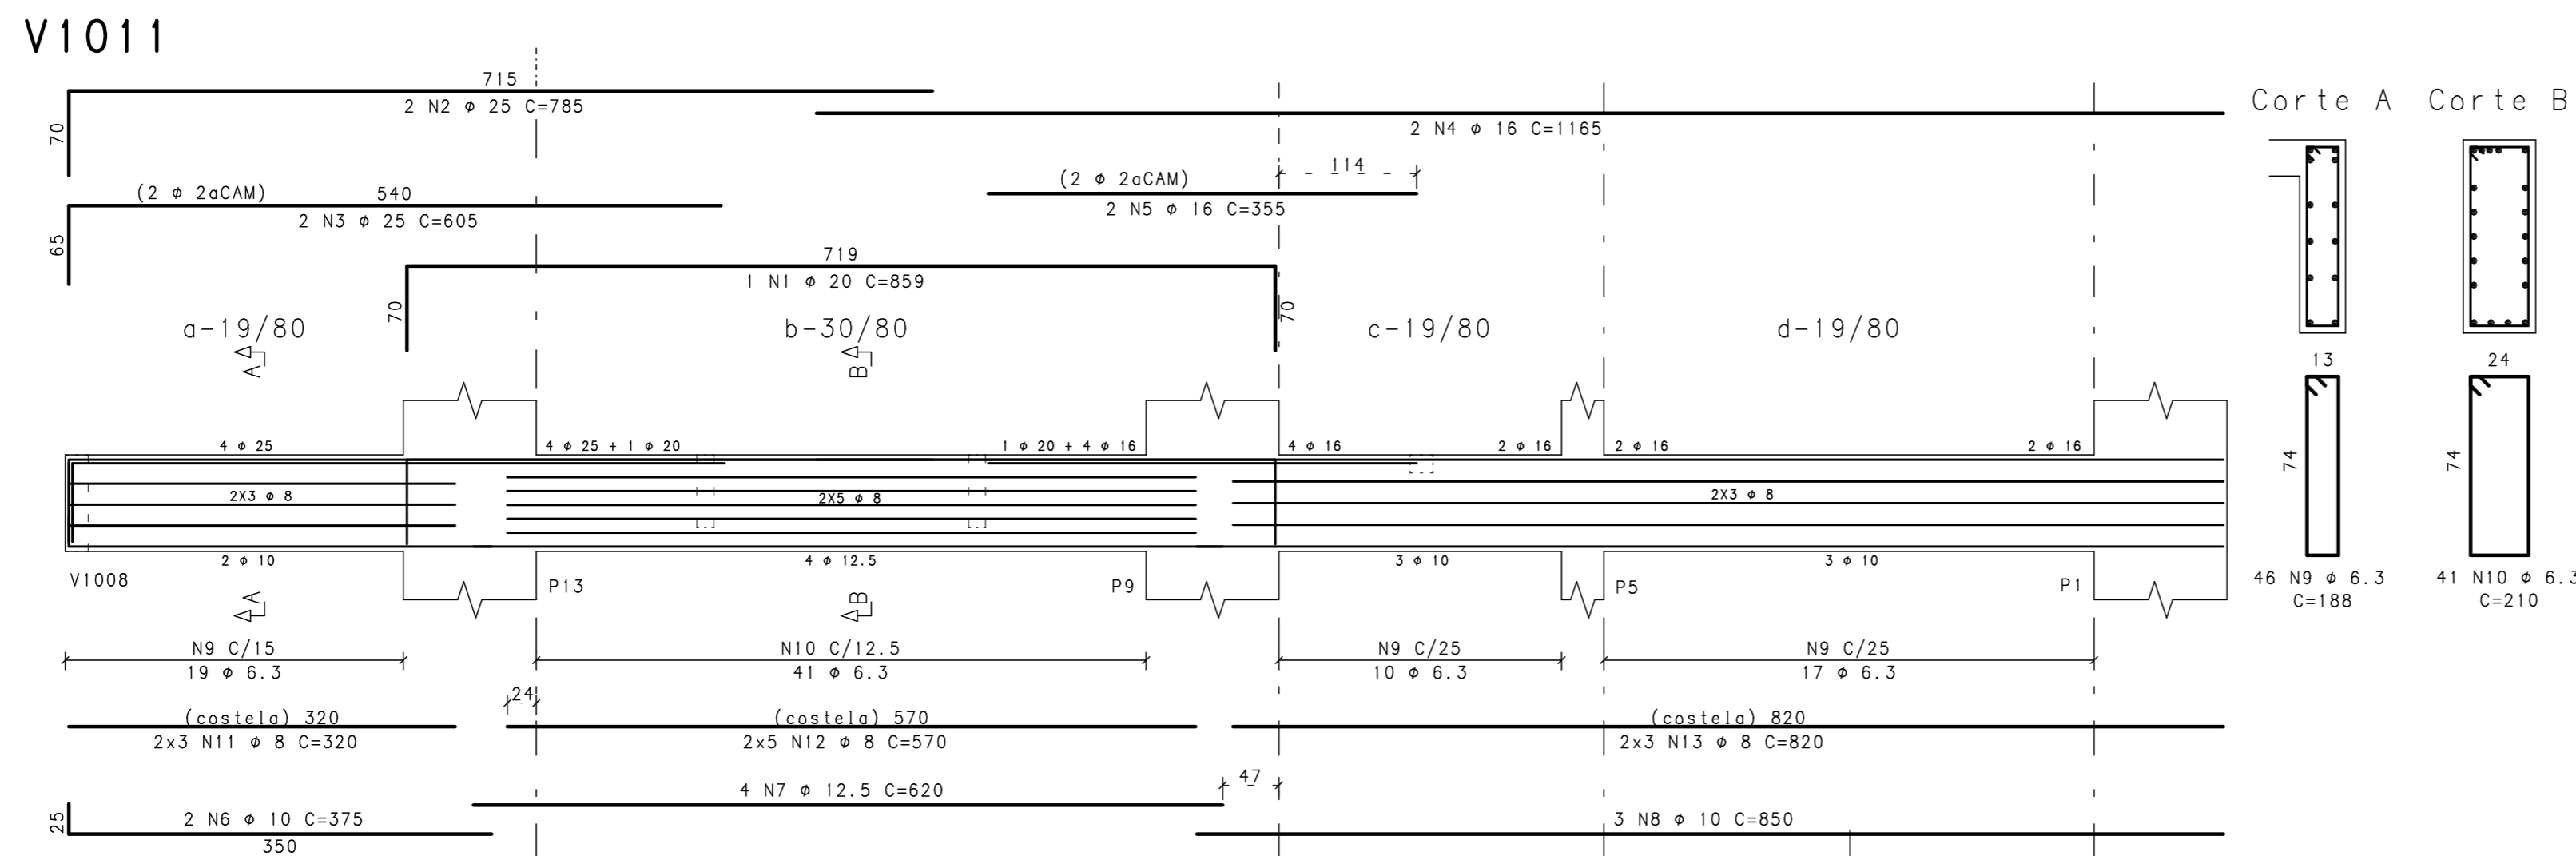 V1011
715
2 N2 φ 25 C=785
70
2 N4 φ 16 C=1165
Corte A
Corte B
(2 φ 2aCAM)
540
2 N3 φ 25 C=605
65
(2 φ 2aCAM)
114
2 N5 φ 16 C=355
719
1 N1 φ 20 C=859
70
70
a-19/80
b-30/80
c-19/80
d-19/80
A
B
13
24
4 φ 25
4 φ 25 + 1 φ 20
1 φ 20 + 4 φ 16
4 φ 16
2 φ 16
2 φ 16
2 φ 16
74
74
2X3 φ 8
2X5 φ 8
2X3 φ 8
2 φ 10
4 φ 12.5
3 φ 10
3 φ 10
V1008
P13
P9
P5
P1
46 N9 φ 6.3
C=188
41 N10 φ 6.3
C=210
A
B
N9 C/15
19 φ 6.3
N10 C/12.5
41 φ 6.3
N9 C/25
10 φ 6.3
N9 C/25
17 φ 6.3
24
(costela) 320
2x3 N11 φ 8 C=320
(costela) 570
2x5 N12 φ 8 C=570
(costela) 820
2x3 N13 φ 8 C=820
47
4 N7 φ 12.5 C=620
25
2 N6 φ 10 C=375
350
3 N8 φ 10 C=850